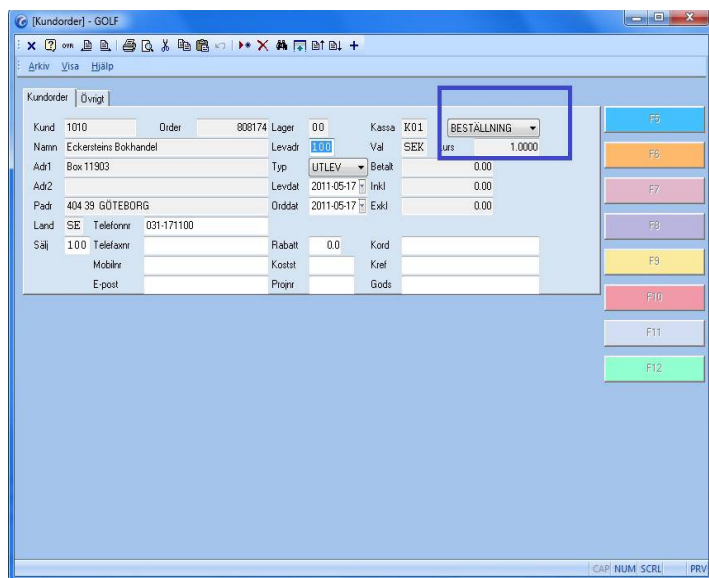 [Kundorder] - GOLF
OVR
Arkiv Visa Hjälp
Kundorder Övrigt
Kund 1010 Order 808174 Lager 00 Kassa K01 BESTÄLLNING
Namn Eckersteins Bokhandel Levadr 100 Val SEK urs 1.0000
Adr1 Box 11903 Typ UTLEV Betalt 0.00
Adr2 Levdat 2011-05-17 Inkl 0.00
Padr 404 39 GÖTEBORG Orddat 2011-05-17 Exkl 0.00
Land SE Telefonnr 031-171100
Sälj 100 Telefaxnr Rabatt 0.0 Kord
Mobilnr Kostst Kref
E-post Projnr Gods
F5
F6
F7
F8
F9
F10
F11
F12
CAP NUM SCRL PRV